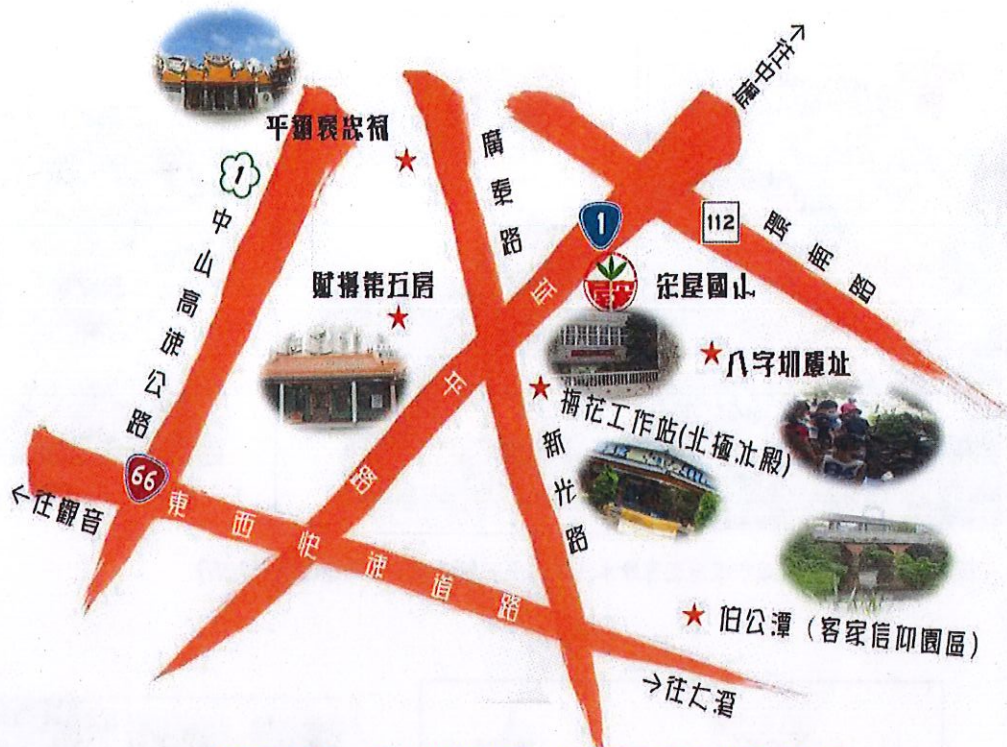 往中壢
平鎮褒忠祠
1
中山高速公路
廣泰路
1
112
環南路
宋屋
宋屋國小
賦梅第五房
延平路
八字圳遺址
梅花工作站(北極水殿)
新光路
66
東西快速道路
往觀音
伯公潭(客家信仰園區)
往大溪